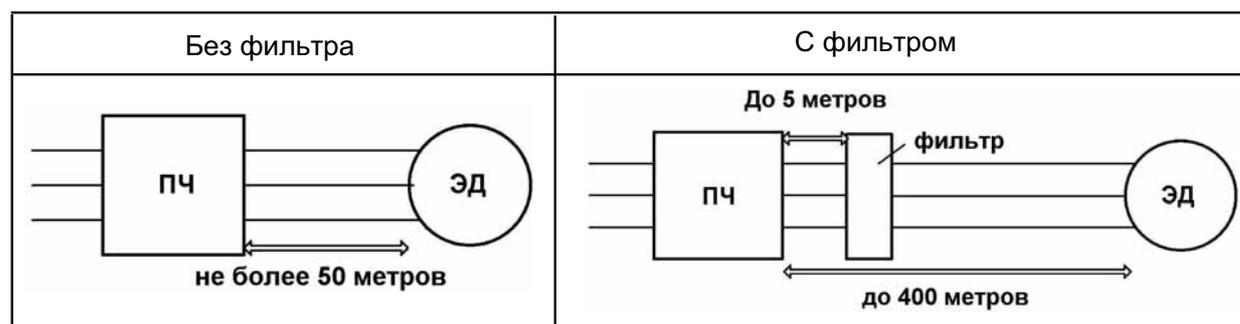 Без фильтра
С фильтром
ПЧ
ЭД
не более 50 метров
До 5 метров
фильтр
ПЧ
ЭД
до 400 метров